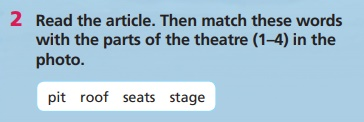 2 Read the article. Then match these words
with the parts of the theatre (1–4) in the
photo.
pit roof seats stage